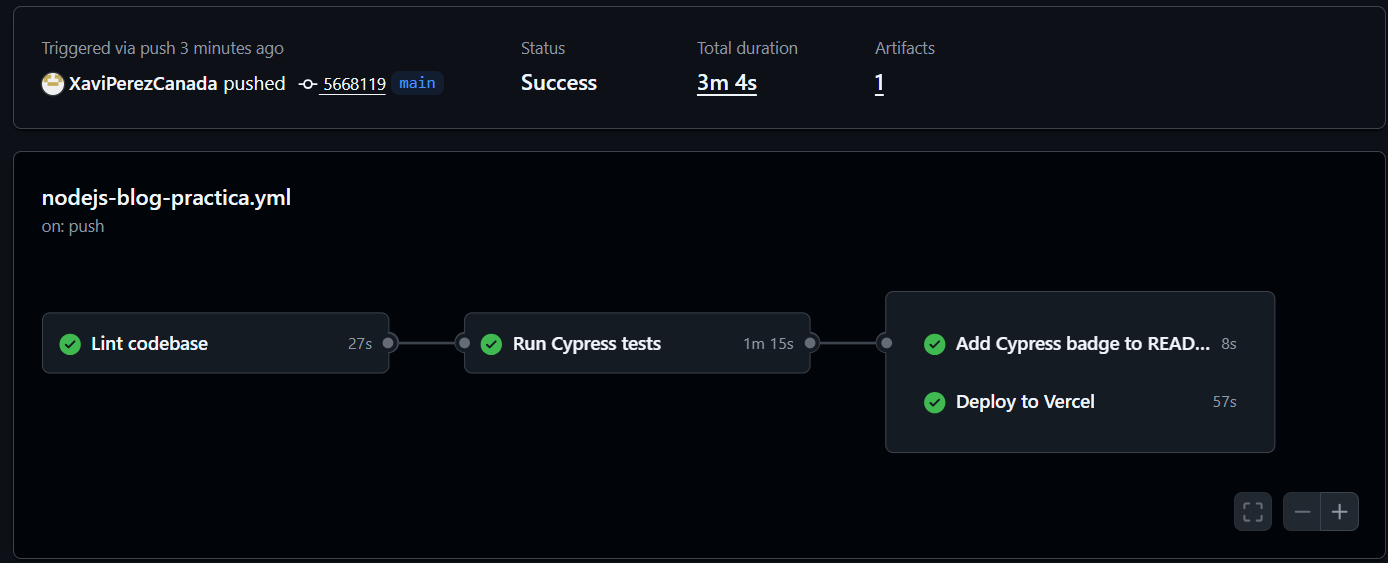 Triggered via push 3 minutes ago
XaviPerezCanada pushed 5668119 main
Status
Success
Total duration
3m 4s
Artifacts
1
nodejs-blog-practica.yml
on: push
Lint codebase 27s
Run Cypress tests 1m 15s
Add Cypress badge to READ... 8s
Deploy to Vercel 57s